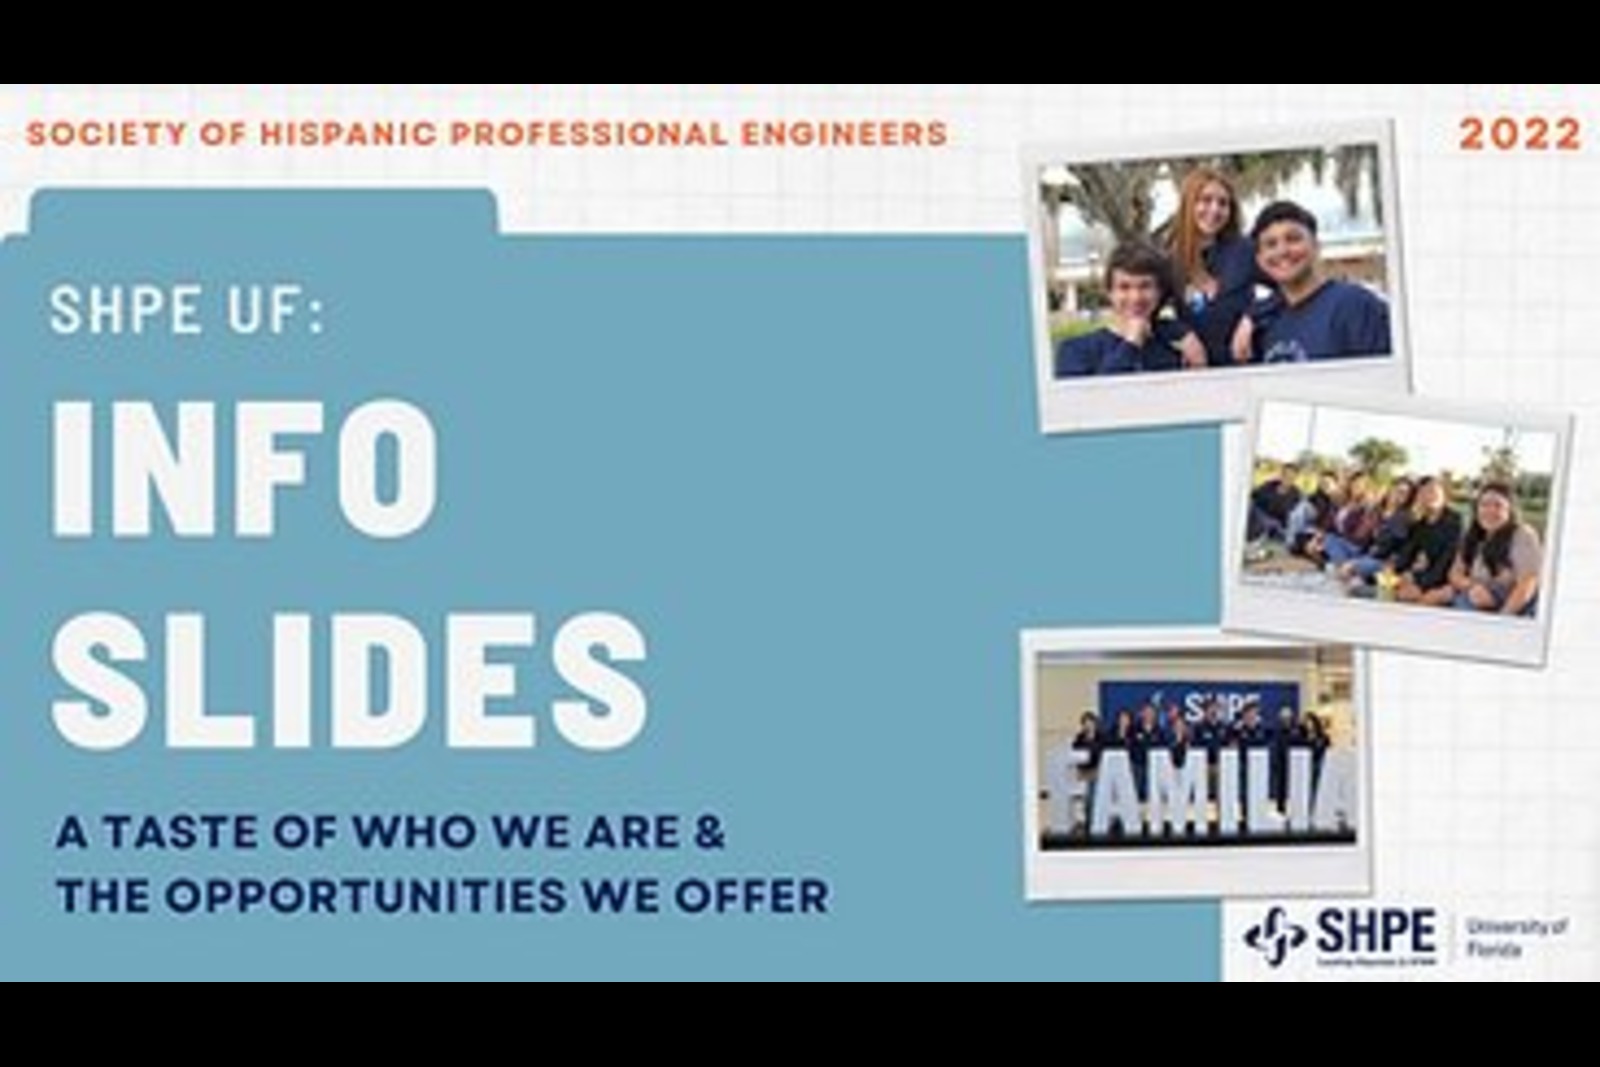 SOCIETY OF HISPANIC PROFESSIONAL ENGINEERS
2022
SHPE UF:
INFO
SLIDES
A TASTE OF WHO WE ARE &
THE OPPORTUNITIES WE OFFER
SHPE
FAMILIA
SHPE
University of
Florida